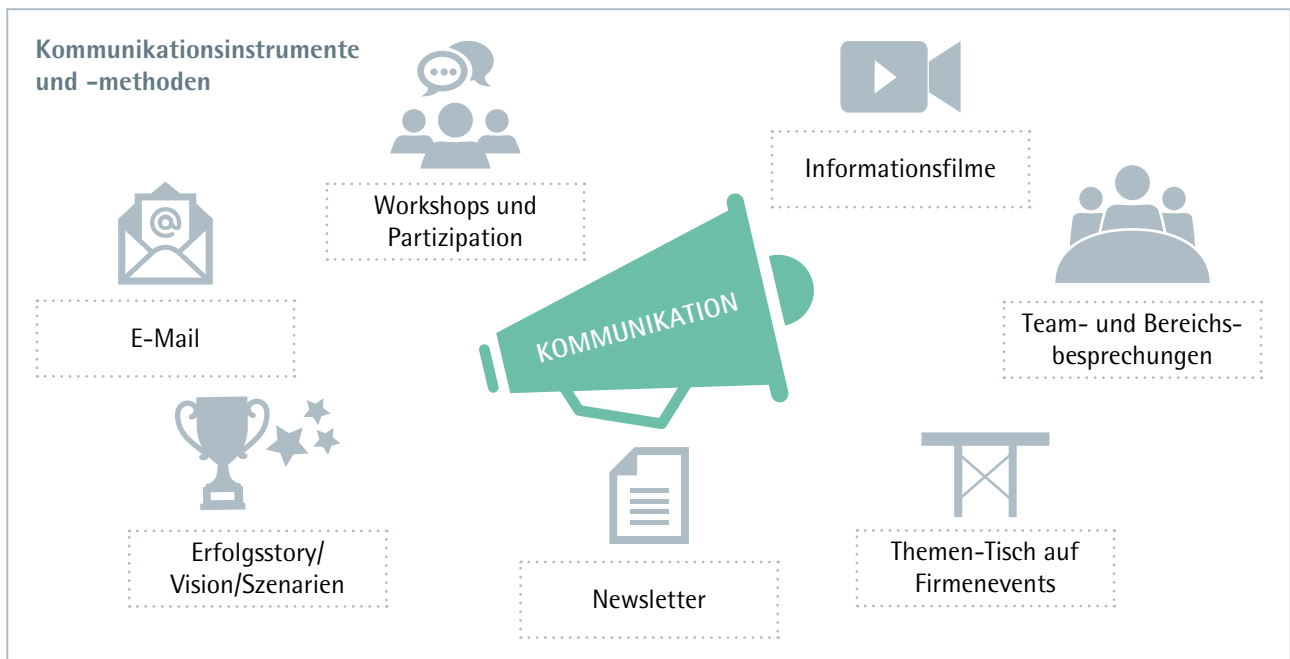 Kommunikationsinstrumente
und -methoden
Workshops und
Partizipation
Informationsfilme
@
E-Mail
KOMMUNIKATION
Team- und Bereichs-
besprechungen
Erfolgsstory/
Vision/Szenarien
Newsletter
Themen-Tisch auf
Firmenevents